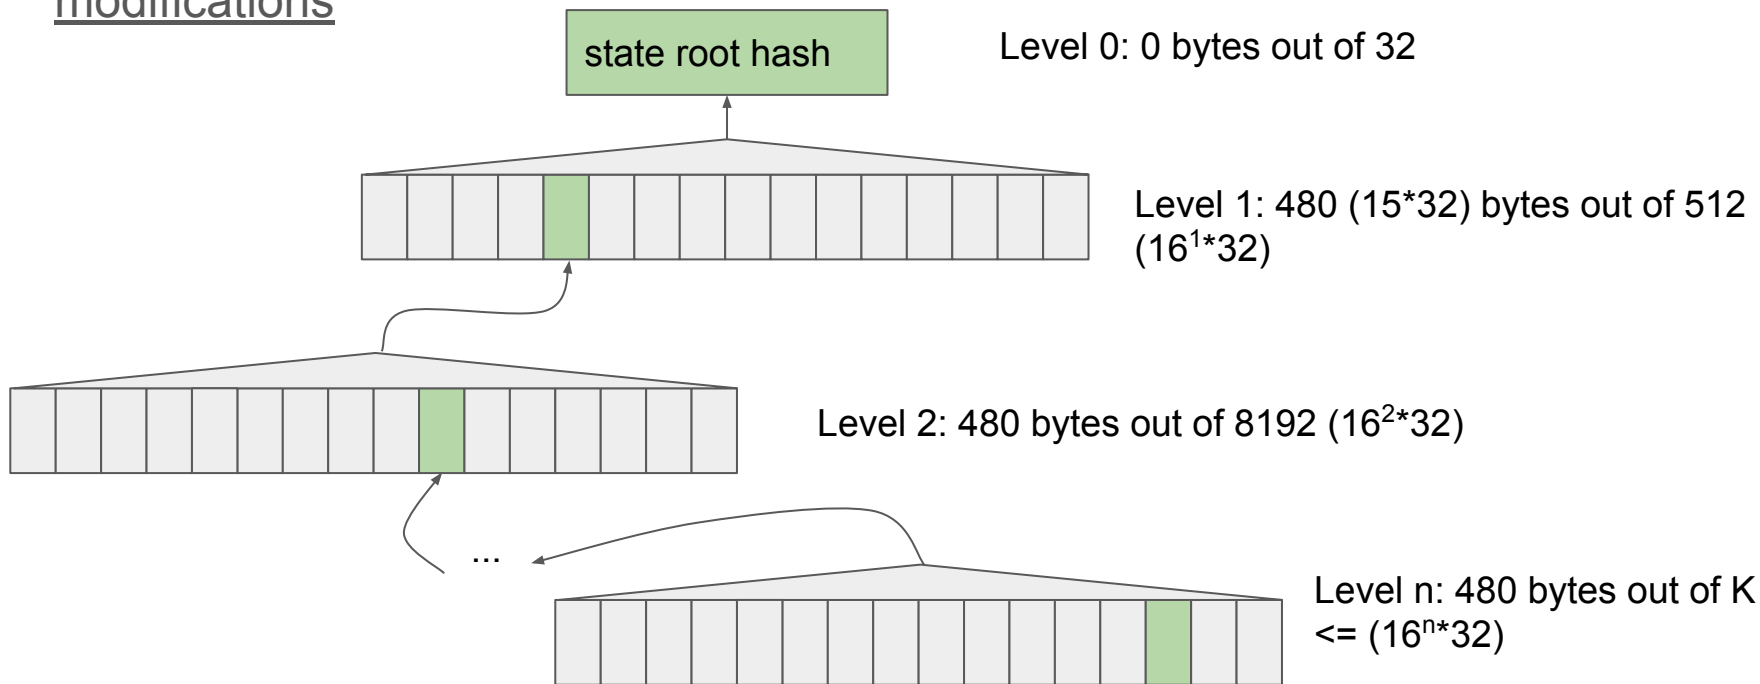 modifications
state root hash
Level 0: 0 bytes out of 32
Level 1: 480 (15*32) bytes out of 512
(16¹*32)
Level 2: 480 bytes out of 8192 (16²*32)
...
Level n: 480 bytes out of K
<= (16ⁿ*32)